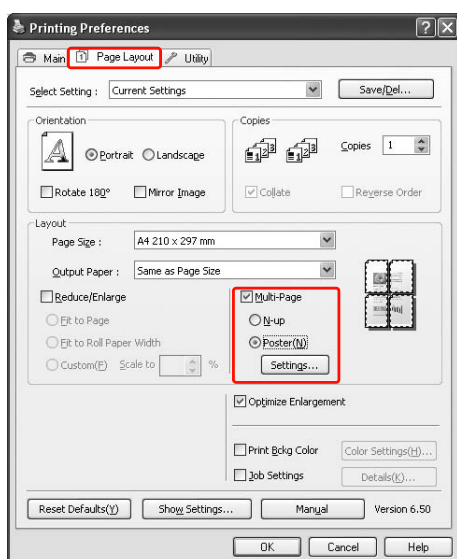 Printing Preferences
Main Page Layout Utility
Select Setting : Current Settings Save/Del...
Orientation
Portrait Landscape
Rotate 180° Mirror Image
Copies
Copies 1
Collate Reverse Order
Layout
Page Size : A4 210 x 297 mm
Output Paper : Same as Page Size
Reduce/Enlarge
Fit to Page
Fit to Roll Paper Width
Custom(F) Scale to %
Multi-Page
N-up
Poster(N)
Settings...
Optimize Enlargement
Print Bckg Color Color Settings(H)...
Job Settings Details(K)...
Reset Defaults(Y) Show Settings... Manual Version 6.50
OK Cancel Help